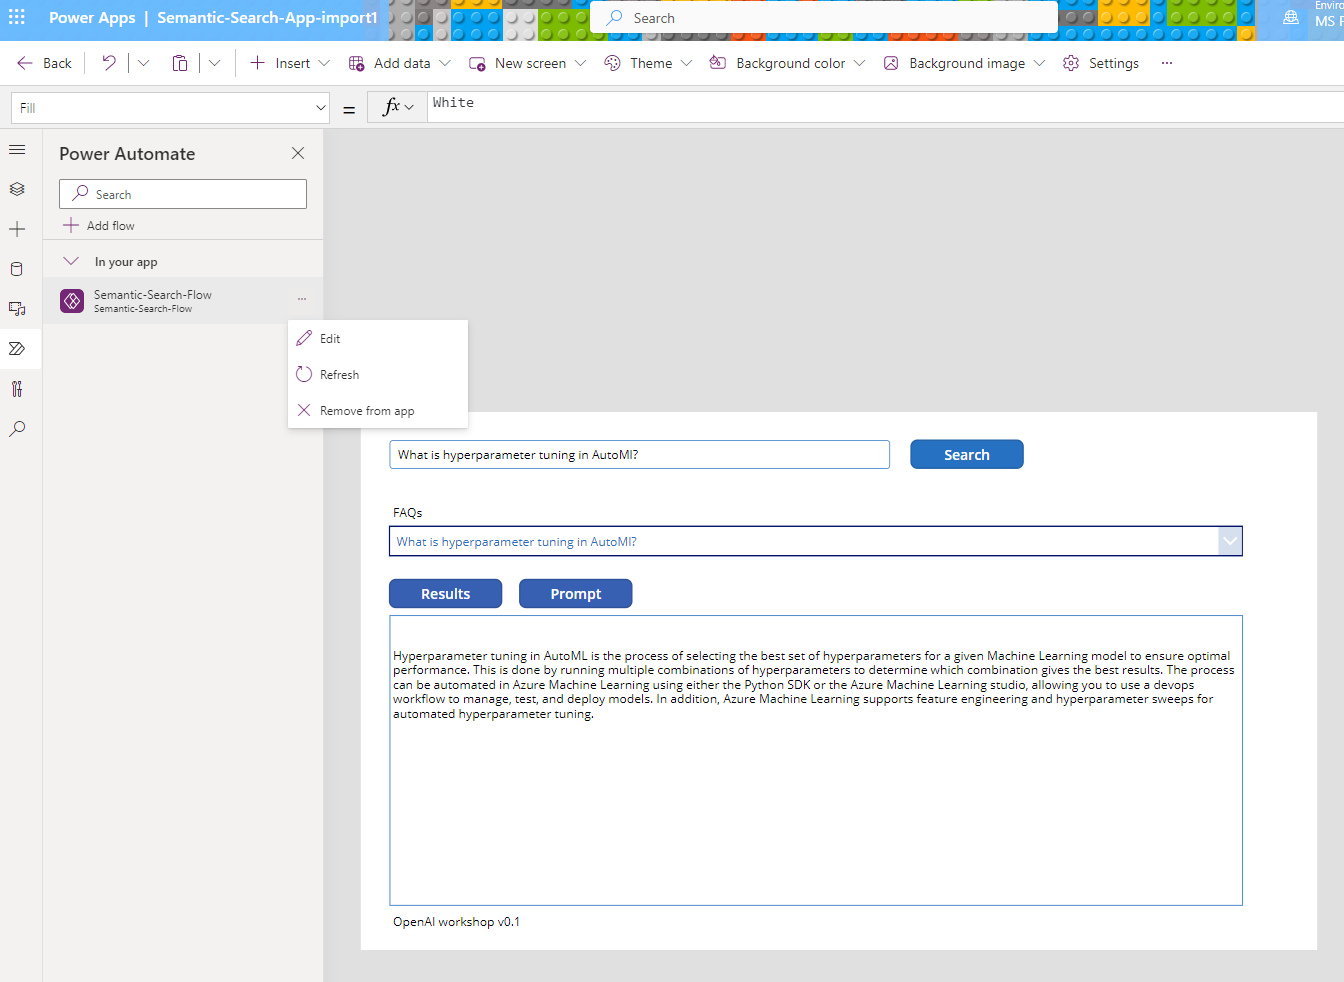 Power Apps | Semantic-Search-App-import1
Search
Enviro
MS F
Back
Insert
Add data
New screen
Theme
Background color
Background image
Settings
...
Fill
=
fx
White
Power Automate
Search
Add flow
In your app
Semantic-Search-Flow
Semantic-Search-Flow
...
Edit
Refresh
Remove from app
What is hyperparameter tuning in AutoMl?
Search
FAQs
What is hyperparameter tuning in AutoMl?
Results
Prompt
Hyperparameter tuning in AutoML is the process of selecting the best set of hyperparameters for a given Machine Learning model to ensure optimal
performance. This is done by running multiple combinations of hyperparameters to determine which combination gives the best results. The process
can be automated in Azure Machine Learning using either the Python SDK or the Azure Machine Learning studio, allowing you to use a devops
workflow to manage, test, and deploy models. In addition, Azure Machine Learning supports feature engineering and hyperparameter sweeps for
automated hyperparameter tuning.
OpenAI workshop v0.1